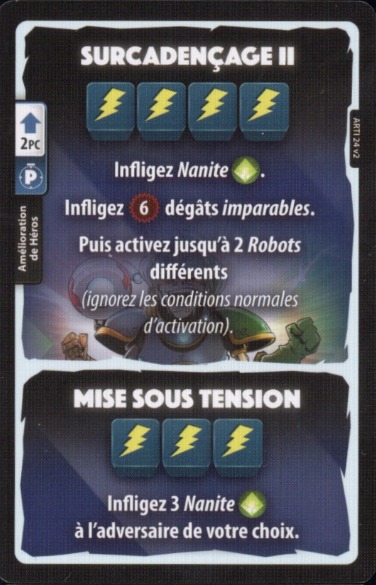 SURCADENÇAGE II
Infligez Nanite.
Infligez 6 dégâts imparables.
Puis activez jusqu'à 2 Robots
différents
(ignorez les conditions normales
d'activation).
2PC
P
Amélioration
de Héros
ARTI 24 v2
MISE SOUS TENSION
Infligez 3 Nanite
à l'adversaire de votre choix.